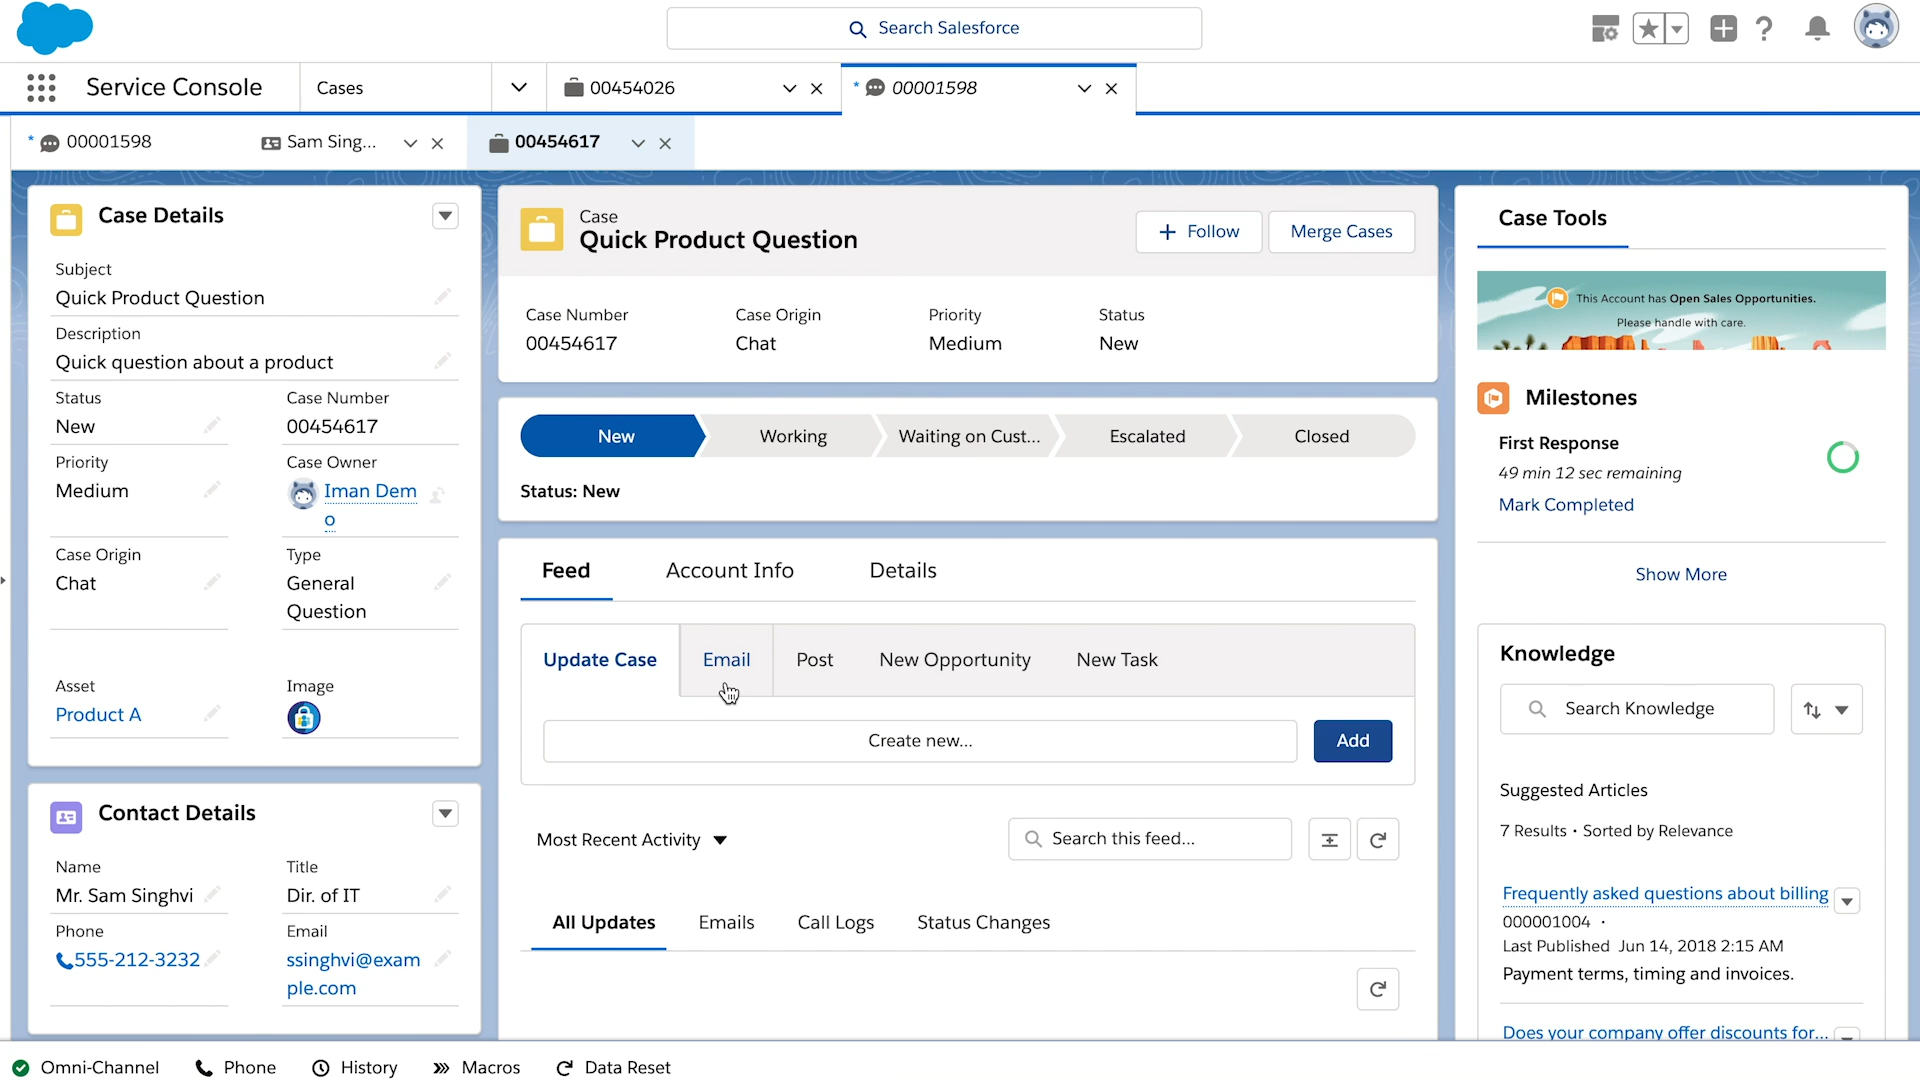 Search Salesforce
Service Console
Cases
00454026
* 00001598
* 00001598
Sam Sing...
00454617
Case Details
Subject
Quick Product Question
Description
Quick question about a product
Status
Case Number
New
00454617
Priority
Case Owner
Medium
Iman Dem
o
Case Origin
Type
Chat
General
Question
Asset
Image
Product A
Contact Details
Name
Title
Mr. Sam Singhvi
Dir. of IT
Phone
Email
555-212-3232
ssinghvi@exam
ple.com
Case
Quick Product Question
+ Follow
Merge Cases
Case Number
Case Origin
Priority
Status
00454617
Chat
Medium
New
New
Working
Waiting on Cust...
Escalated
Closed
Status: New
Feed
Account Info
Details
Update Case
Email
Post
New Opportunity
New Task
Create new...
Add
Most Recent Activity
Search this feed...
All Updates
Emails
Call Logs
Status Changes
Case Tools
This Account has Open Sales Opportunities.
Please handle with care.
Milestones
First Response
49 min 12 sec remaining
Mark Completed
Show More
Knowledge
Search Knowledge
Suggested Articles
7 Results • Sorted by Relevance
Frequently asked questions about billing
000001004 •
Last Published Jun 14, 2018 2:15 AM
Payment terms, timing and invoices.
Does your company offer discounts for...
Omni-Channel
Phone
History
Macros
Data Reset